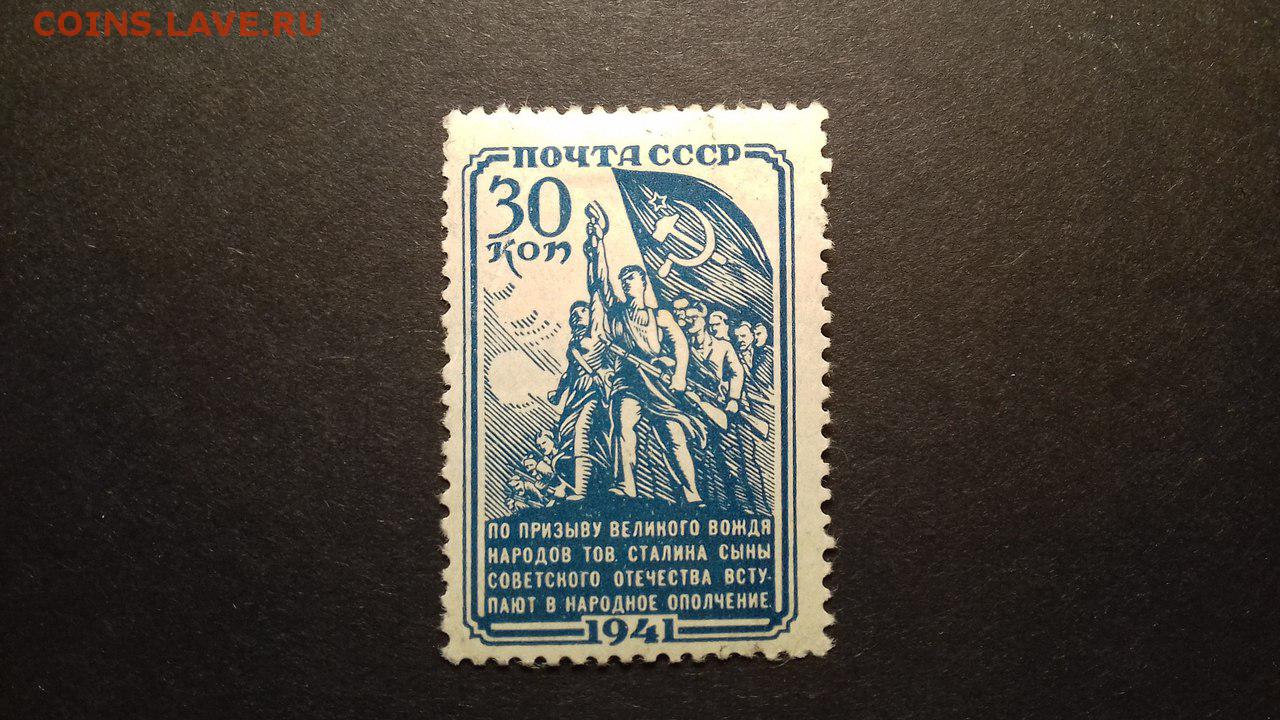 COINS.LAVE.RU
ПОЧТА СССР
30
КОП
ПО ПРИЗЫВУ ВЕЛИКОГО ВОЖДЯ
НАРОДОВ ТОВ. СТАЛИНА СЫНЫ
СОВЕТСКОГО ОТЕЧЕСТВА ВСТУ-
ПАЮТ В НАРОДНОЕ ОПОЛЧЕНИЕ.
1941